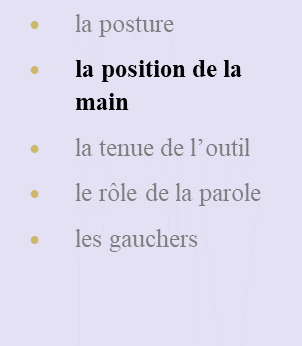 • la posture
• la position de la
main
• la tenue de l’outil
• le rôle de la parole
• les gauchers